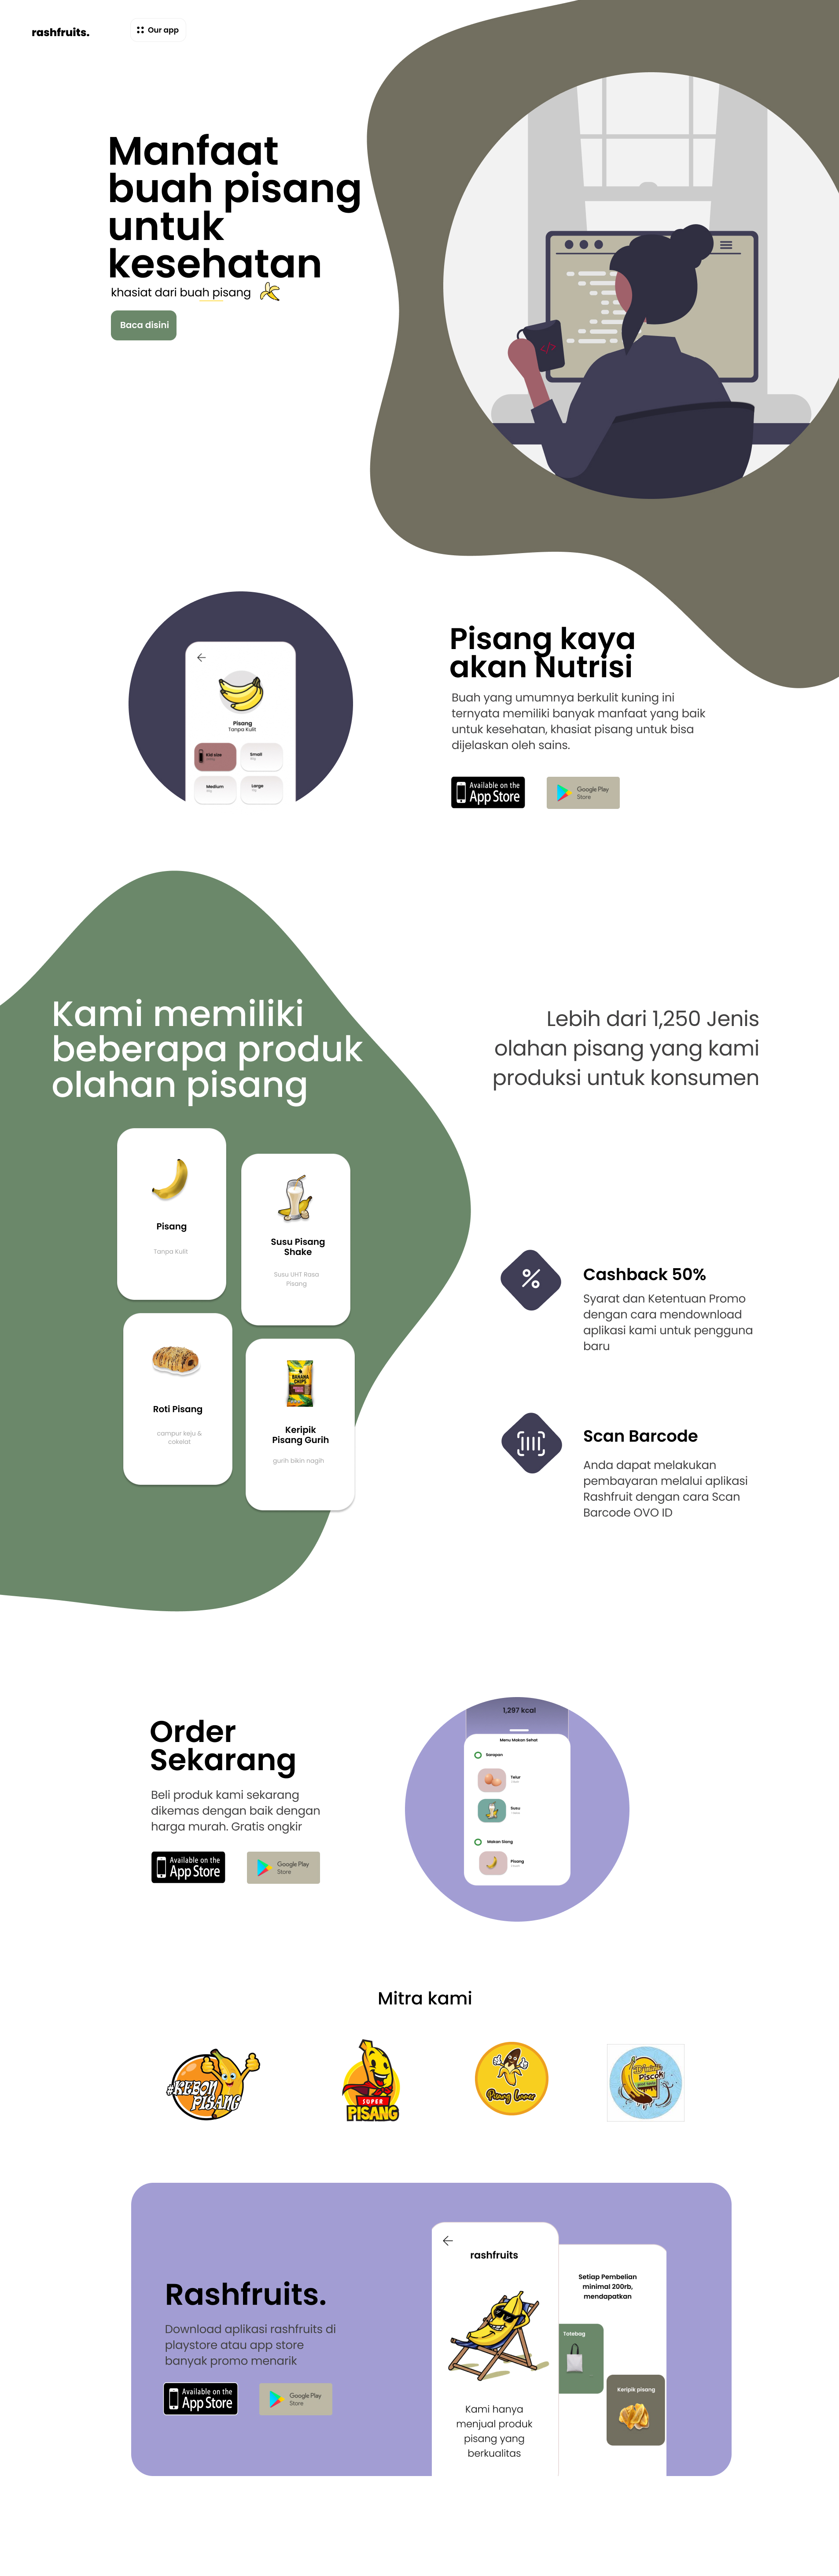 rashfruits.
Our app
Manfaat
buah pisang
untuk
kesehatan
khasiat dari buah pisang
Baca disini
</>
Pisang
Tanpa Kulit
Kid size
Small
Medium
Large
Pisang kaya
akan Nutrisi
Buah yang umumnya berkulit kuning ini
ternyata memiliki banyak manfaat yang baik
untuk kesehatan, khasiat pisang untuk bisa
dijelaskan oleh sains.
Available on the
App Store
Google Play
Store
Kami memiliki
beberapa produk
olahan pisang
Lebih dari 1,250 Jenis
olahan pisang yang kami
produksi untuk konsumen
Pisang
Tanpa Kulit
Susu Pisang
Shake
Susu UHT Rasa
Pisang
Roti Pisang
campur keju &
cokelat
BANANA
CHIPS
Keripik
Pisang Gurih
gurih bikin nagih
Cashback 50%
Syarat dan Ketentuan Promo
dengan cara mendownload
aplikasi kami untuk pengguna
baru
Scan Barcode
Anda dapat melakukan
pembayaran melalui aplikasi
Rashfruit dengan cara Scan
Barcode OVO ID
Order
Sekarang
Beli produk kami sekarang
dikemas dengan baik dengan
harga murah. Gratis ongkir
Available on the
App Store
Google Play
Store
1,297 kcal
Menu Makan Sehat
Sarapan
Telur
Susu
Makan Siang
Pisang
Mitra kami
#KEBON
PISANG
SUPER
PISANG
Pisang Lumer
Piscok
Rashfruits.
Download aplikasi rashfruits di
playstore atau app store
banyak promo menarik
Available on the
App Store
Google Play
Store
rashfruits
Kami hanya
menjual produk
pisang yang
berkualitas
Setiap Pembelian
minimal 200rb,
mendapatkan
Totebag
Keripik pisang